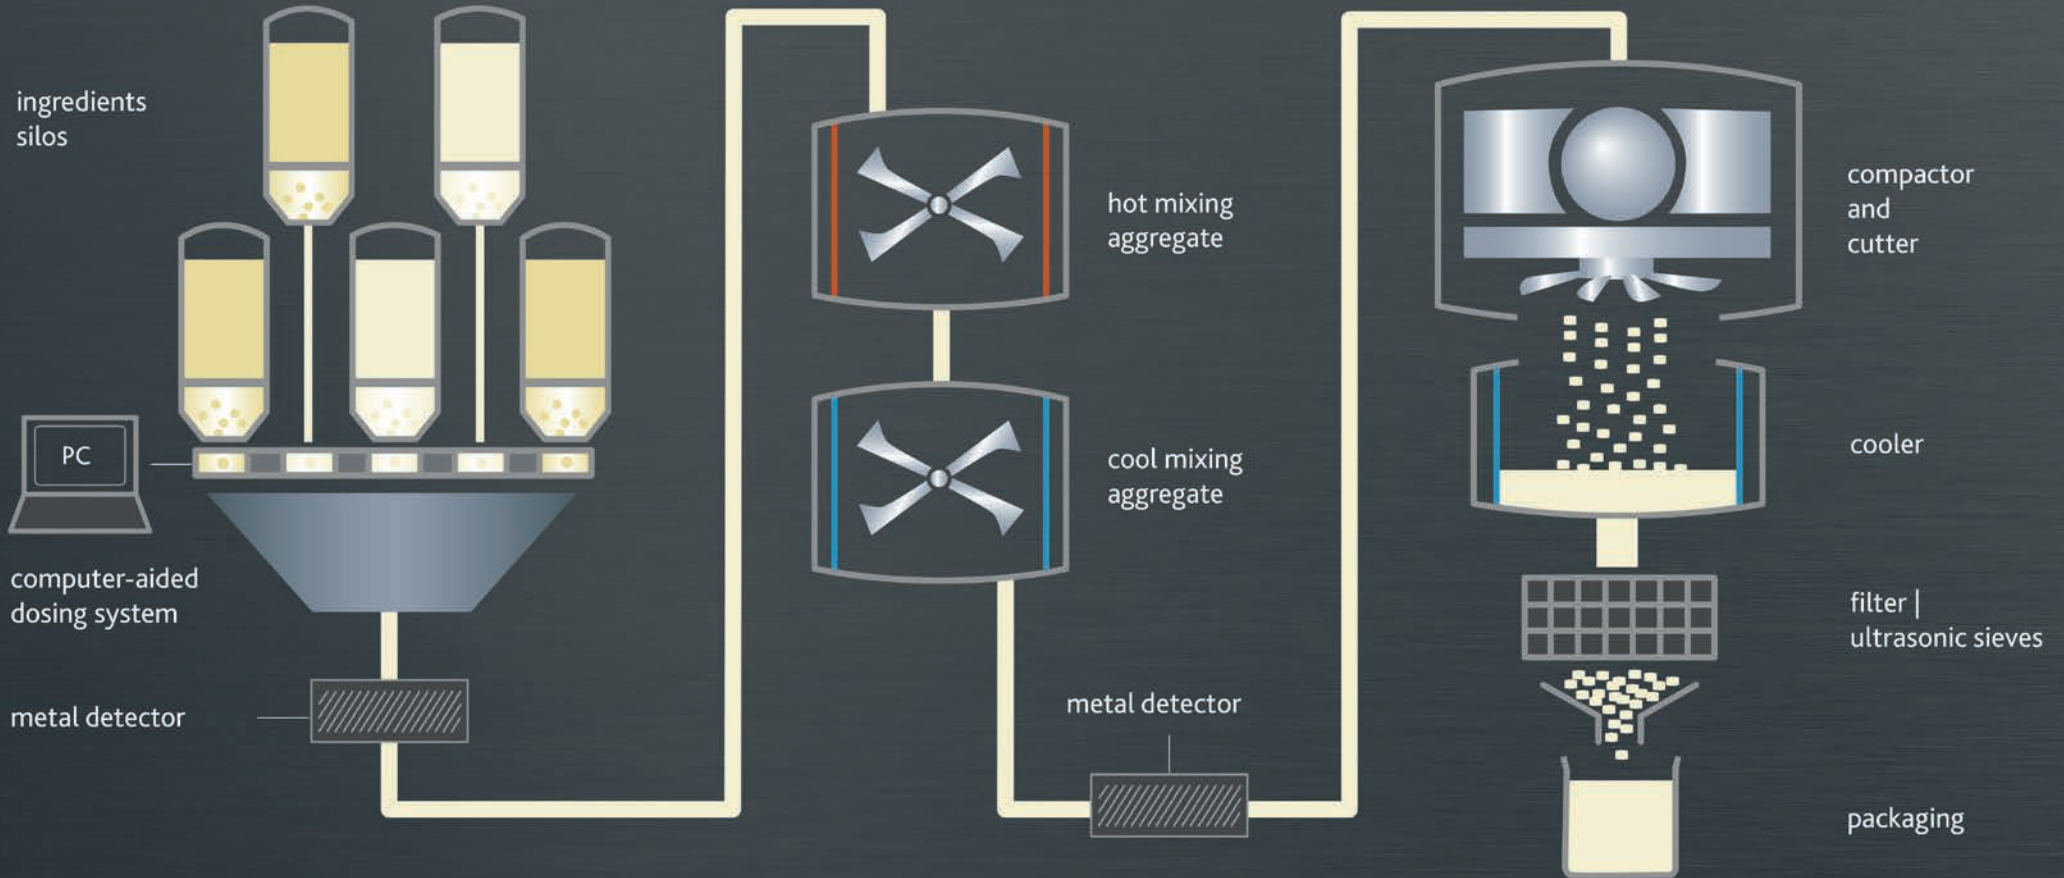 ingredients
silos
PC
computer-aided
dosing system
metal detector
hot mixing
aggregate
cool mixing
aggregate
metal detector
compactor
and
cutter
cooler
filter |
ultrasonic sieves
packaging